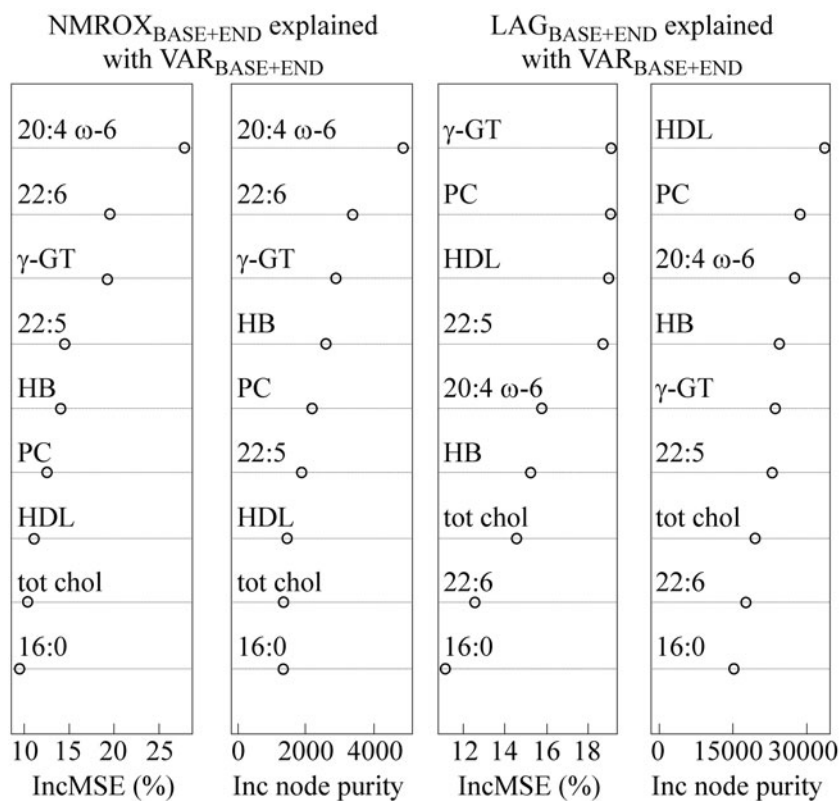 NMROX_BASE+END explained
with VAR_BASE+END
20:4 ω-6
22:6
γ-GT
22:5
HB
PC
HDL
tot chol
16:0
10 15 20 25
IncMSE (%)
20:4 ω-6
22:6
γ-GT
HB
PC
22:5
HDL
tot chol
16:0
0 2000 4000
Inc node purity
LAG_BASE+END explained
with VAR_BASE+END
γ-GT
PC
HDL
22:5
20:4 ω-6
HB
tot chol
22:6
16:0
12 14 16 18
IncMSE (%)
HDL
PC
20:4 ω-6
HB
γ-GT
22:5
tot chol
22:6
16:0
0 15000 30000
Inc node purity